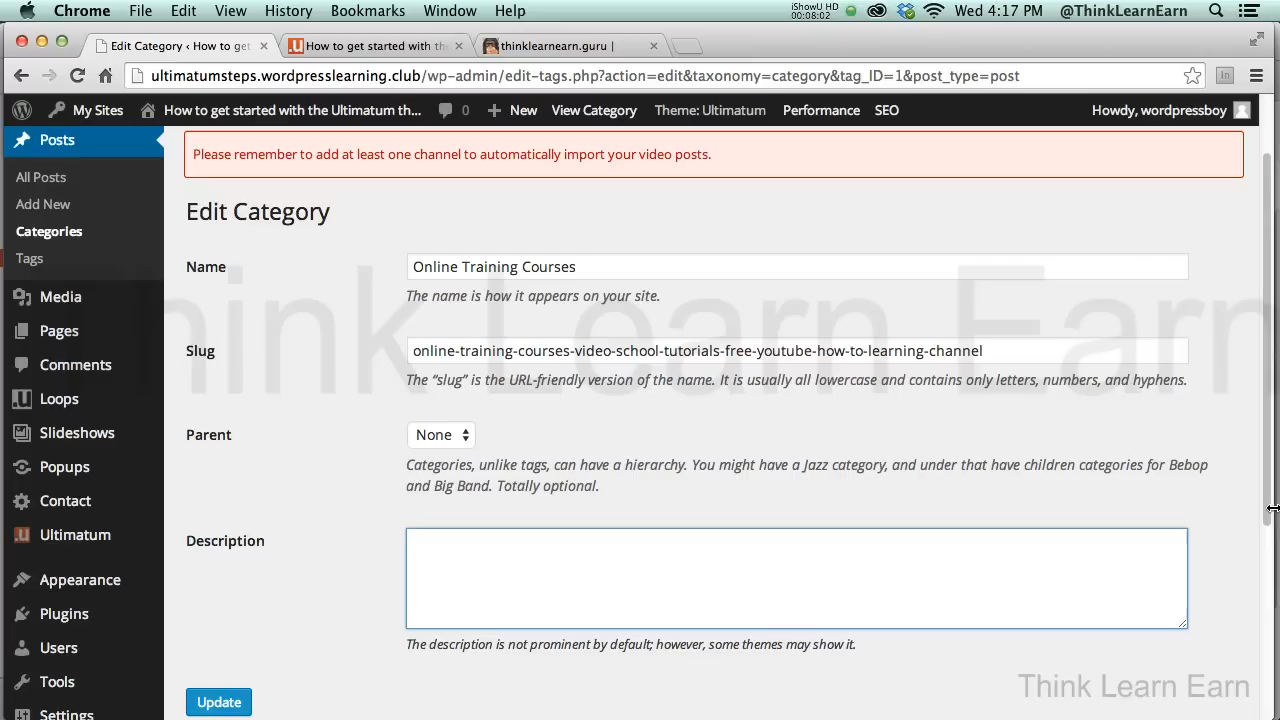 Chrome File Edit View History Bookmarks Window Help iShowU HD 00:08:02 Wed 4:17 PM @ThinkLearnEarn
Edit Category ‹ How to get × How to get started with the × thinklearnearn.guru | ×
ultimatumsteps.wordpresslearning.club/wp-admin/edit-tags.php?action=edit&taxonomy=category&tag_ID=1&post_type=post
My Sites How to get started with the Ultimatum th... 0 New View Category Theme: Ultimatum Performance SEO Howdy, wordpressboy
Posts
All Posts
Add New
Categories
Tags
Media
Pages
Comments
Loops
Slideshows
Popups
Contact
Ultimatum
Appearance
Plugins
Users
Tools
Settings
Please remember to add at least one channel to automatically import your video posts.
Edit Category
Name
Online Training Courses
The name is how it appears on your site.
Slug
online-training-courses-video-school-tutorials-free-youtube-how-to-learning-channel
The “slug” is the URL-friendly version of the name. It is usually all lowercase and contains only letters, numbers, and hyphens.
Parent
None
Categories, unlike tags, can have a hierarchy. You might have a Jazz category, and under that have children categories for Bebop
and Big Band. Totally optional.
Description
The description is not prominent by default; however, some themes may show it.
Update
Think Learn Earn
Think Learn Earn